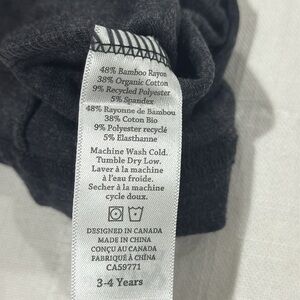 48% Bamboo Rayon
38% Organic Cotton
9% Recycled Polyester
5% Spandex
48% Rayonne de Bambou
38% Coton Bio
9% Polyester recyclé
5% Elasthanne
Machine Wash Cold.
Tumble Dry Low.
Laver à la machine
à l'eau froide.
Secher à la machine
cycle doux.
DESIGNED IN CANADA
MADE IN CHINA
CONÇU AU CANADA
FABRIQUÉ À CHÍNA
CA59771
3-4 Years